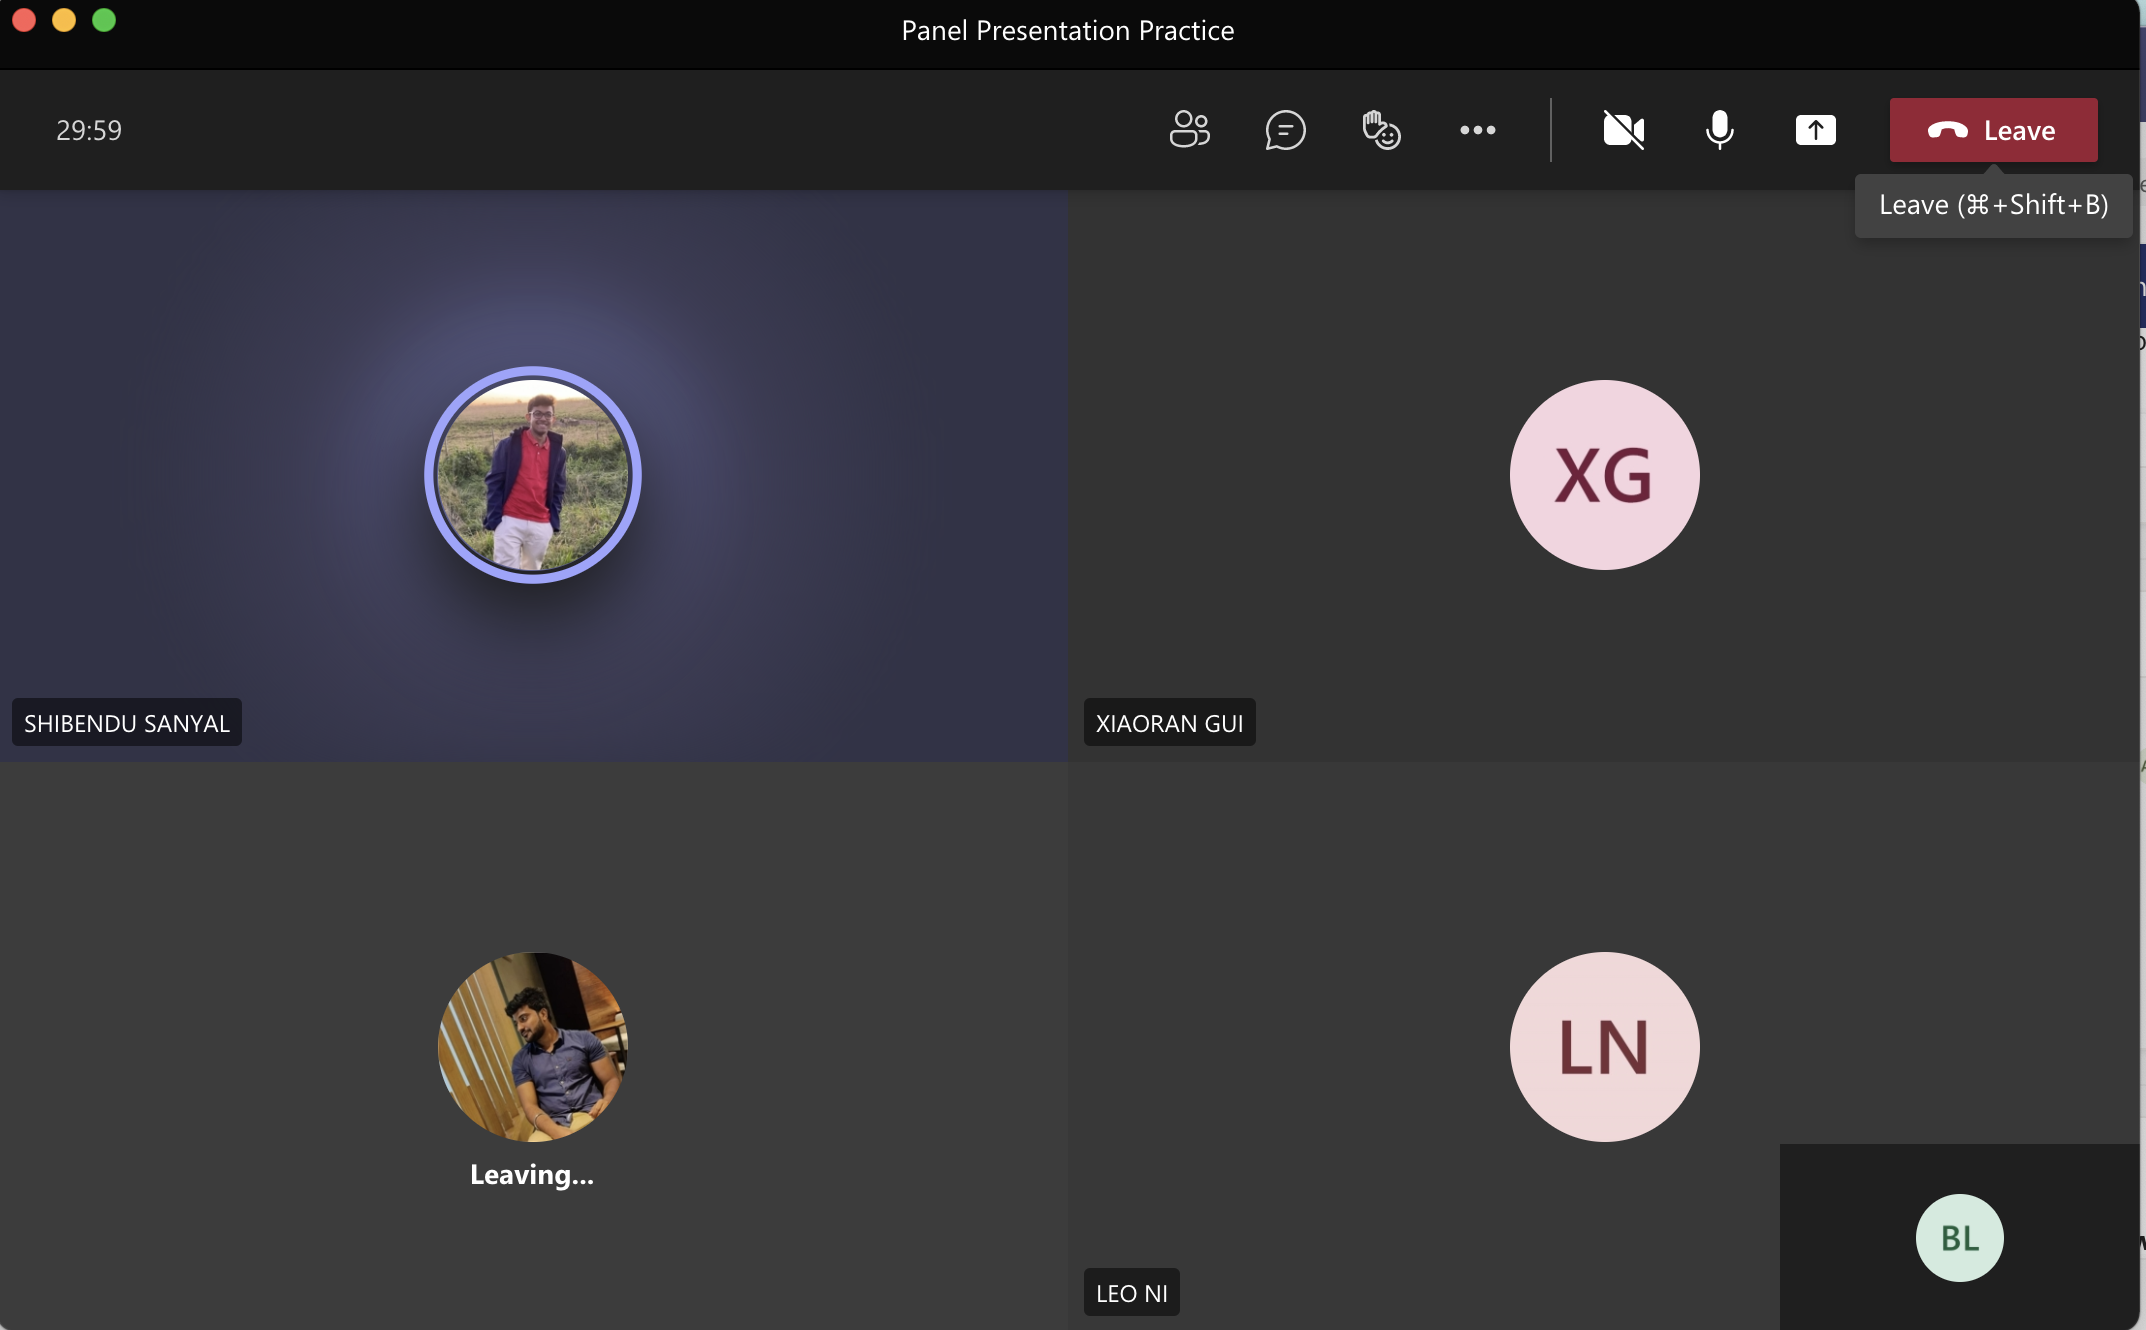 Panel Presentation Practice
29:59
Leave
Leave (⌘+Shift+B)
XG
SHIBENDU SANYAL
XIAORAN GUI
LN
Leaving...
BL
LEO NI